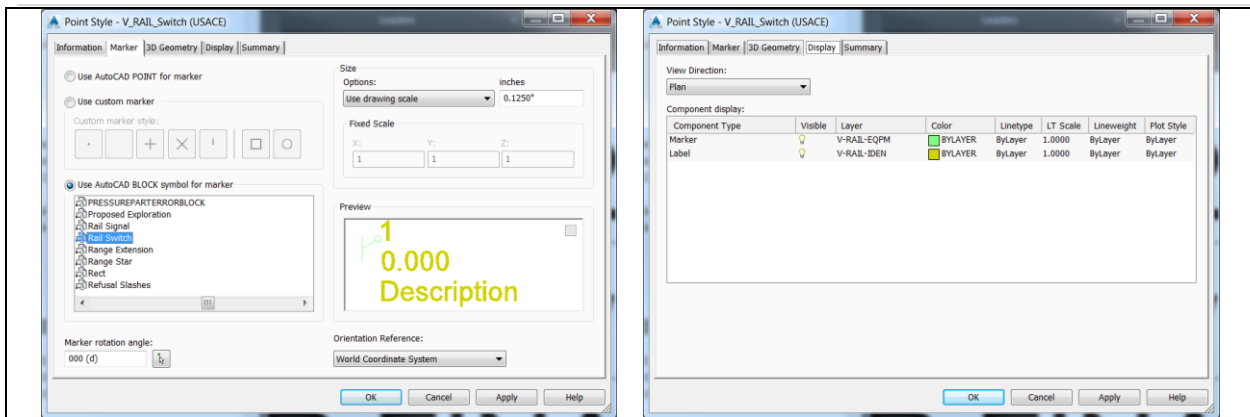 Point Style - V_RAIL_Switch (USACE)
Information Marker 3D Geometry Display Summary
Use AutoCAD POINT for marker
Use custom marker
Custom marker style:
Use AutoCAD BLOCK symbol for marker
PRESSUREPARTERRORBLOCK
Proposed Exploration
Rail Signal
Rail Switch
Range Extension
Range Star
Rect
Refusal Slashes
Marker rotation angle:
000 (d)
Size
Options: inches
Use drawing scale 0.1250"
Fixed Scale
X: Y: Z:
1 1 1
Preview
1
0.000
Description
Orientation Reference:
World Coordinate System
OK Cancel Apply Help
Point Style - V_RAIL_Switch (USACE)
Information Marker 3D Geometry Display Summary
View Direction:
Plan
Component display:
Component Type Visible Layer Color Linetype LT Scale Lineweight Plot Style
Marker V-RAIL-EQPM BYLAYER ByLayer 1.0000 ByLayer ByLayer
Label V-RAIL-IDEN BYLAYER ByLayer 1.0000 ByLayer ByLayer
OK Cancel Apply Help